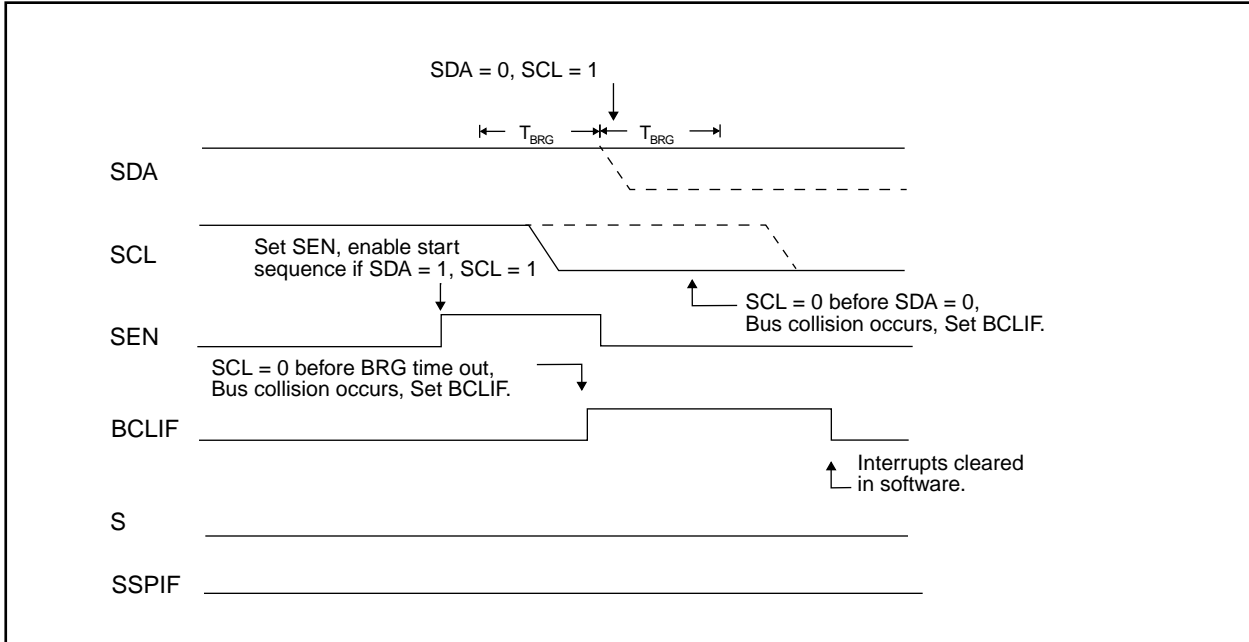 SDA = 0, SCL = 1
TBRG TBRG
SDA
SCL
Set SEN, enable start
sequence if SDA = 1, SCL = 1
SCL = 0 before SDA = 0,
Bus collision occurs, Set BCLIF.
SEN
SCL = 0 before BRG time out,
Bus collision occurs, Set BCLIF.
BCLIF
Interrupts cleared
in software.
S
SSPIF